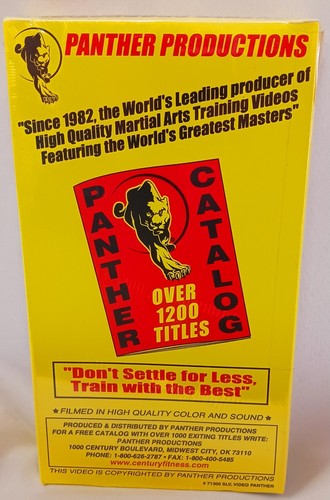 PANTHER PRODUCTIONS
"Since 1982, the World's Leading producer of
High Quality Martial Arts Training Videos
Featuring the World's Greatest Masters"
PANTHER
CATALOG
OVER
1200
TITLES
"Don't Settle for Less,
Train with the Best"
★ FILMED IN HIGH QUALITY COLOR AND SOUND ★
PRODUCED & DISTRIBUTED BY PANTHER PRODUCTIONS
FOR A FREE CATALOG WITH OVER 1000 EXITING TITLES WRITE:
PANTHER PRODUCTIONS
1000 CENTURY BOULEVARD, MIDWEST CITY, OK 73110
PHONE: 1-800-626-2787 • FAX: 1-800-400-5485
www.centuryfitness.com
THIS VIDEO IS COPYRIGHTED BY PANTHER PRODUCTIONS
# 71906 SLV, VIDEO PANTHER